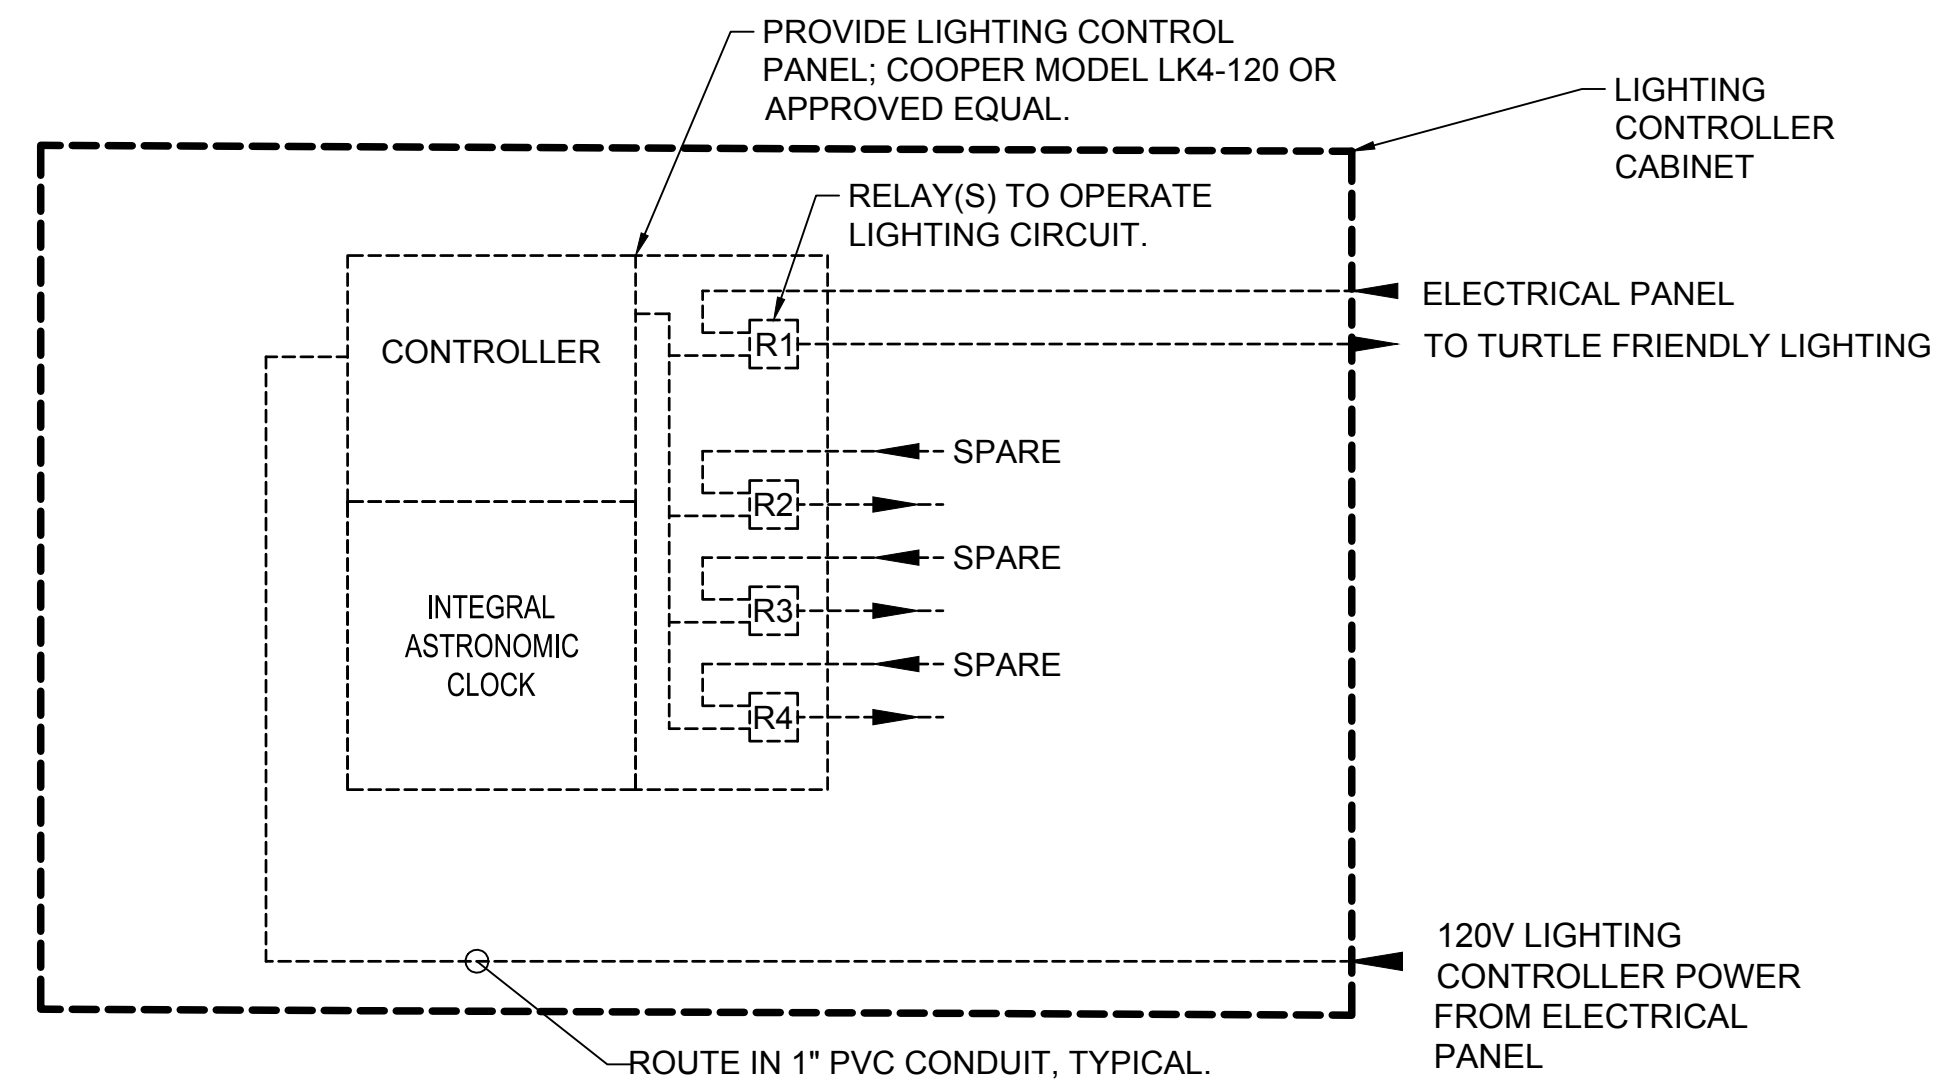 PROVIDE LIGHTING CONTROL
PANEL; COOPER MODEL LK4-120 OR
APPROVED EQUAL.
LIGHTING
CONTROLLER
CABINET
RELAY(S) TO OPERATE
LIGHTING CIRCUIT.
ELECTRICAL PANEL
CONTROLLER
R1
TO TURTLE FRIENDLY LIGHTING
SPARE
R2
SPARE
INTEGRAL
ASTRONOMIC
CLOCK
R3
SPARE
R4
120V LIGHTING
CONTROLLER POWER
FROM ELECTRICAL
PANEL
ROUTE IN 1" PVC CONDUIT, TYPICAL.